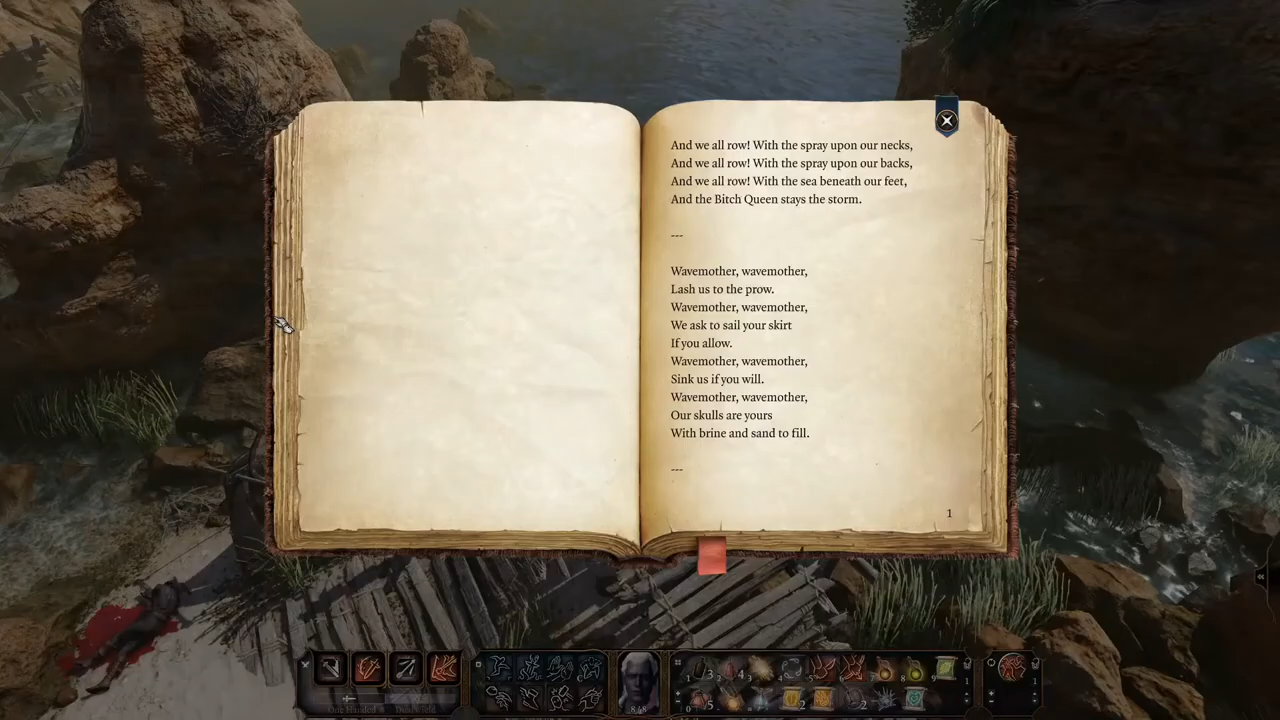 And we all row! With the spray upon our necks,
And we all row! With the spray upon our backs,
And we all row! With the sea beneath our feet,
And the Bitch Queen stays the storm.
---
Wavemother, wavemother,
Lash us to the prow.
Wavemother, wavemother,
We ask to sail your skirt
If you allow.
Wavemother, wavemother,
Sink us if you will.
Wavemother, wavemother,
Our skulls are yours
With brine and sand to fill.
---
1